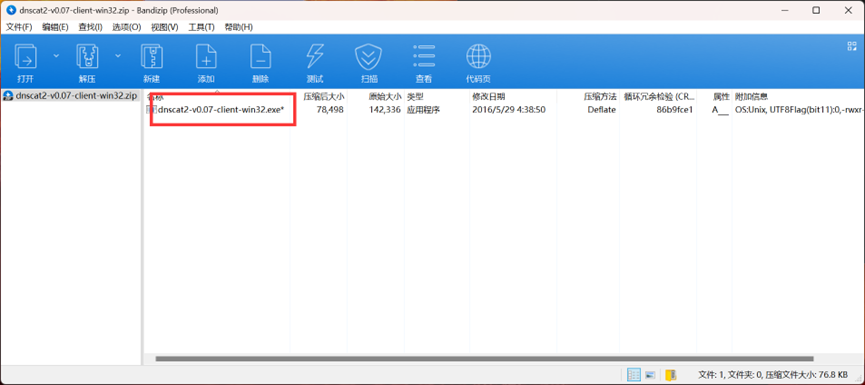 dnscat2-v0.07-client-win32.zip - Bandizip (Professional)
文件(F) 编辑(E) 查找(I) 选项(O) 视图(V) 工具(T) 帮助(H)
打开 解压 新建 添加 删除 测试 扫描 查看 代码页
dnscat2-v0.07-client-win32.zip
名称 压缩后大小 原始大小 类型 修改日期 压缩方法 循环冗余检验 (CR... 属性 附加信息
dnscat2-v0.07-client-win32.exe* 78,498 142,336 应用程序 2016/5/29 4:38:50 Deflate 86b9fce1 A__ OS:Unix, UTF8Flag(bit11):0,-rwxr-
文件: 1, 文件夹: 0, 压缩文件大小: 76.8 KB